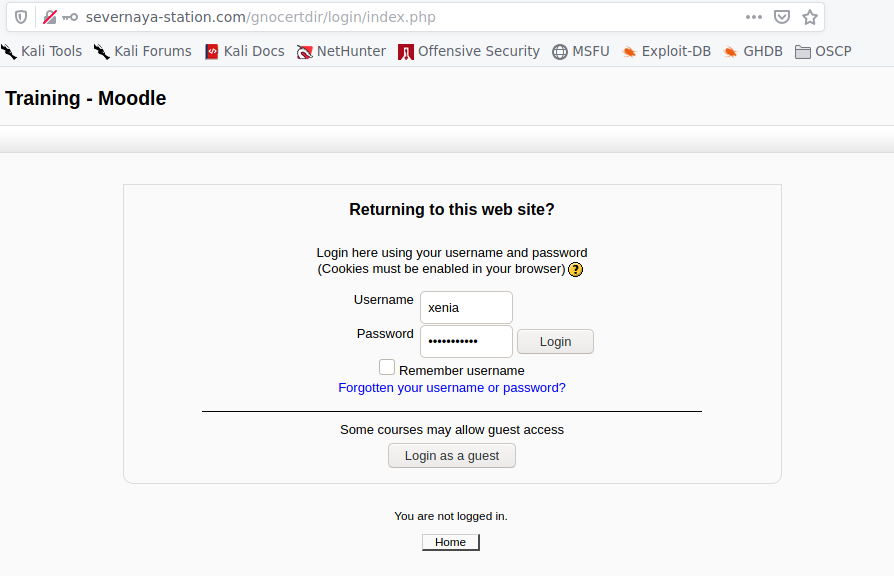 severnaya-station.com/gnocertdir/login/index.php
Kali Tools Kali Forums Kali Docs NetHunter Offensive Security MSFU Exploit-DB GHDB OSCP
Training - Moodle
Returning to this web site?
Login here using your username and password
(Cookies must be enabled in your browser) ?
Username xenia
Password ••••••••••• Login
Remember username
Forgotten your username or password?
Some courses may allow guest access
Login as a guest
You are not logged in.
Home